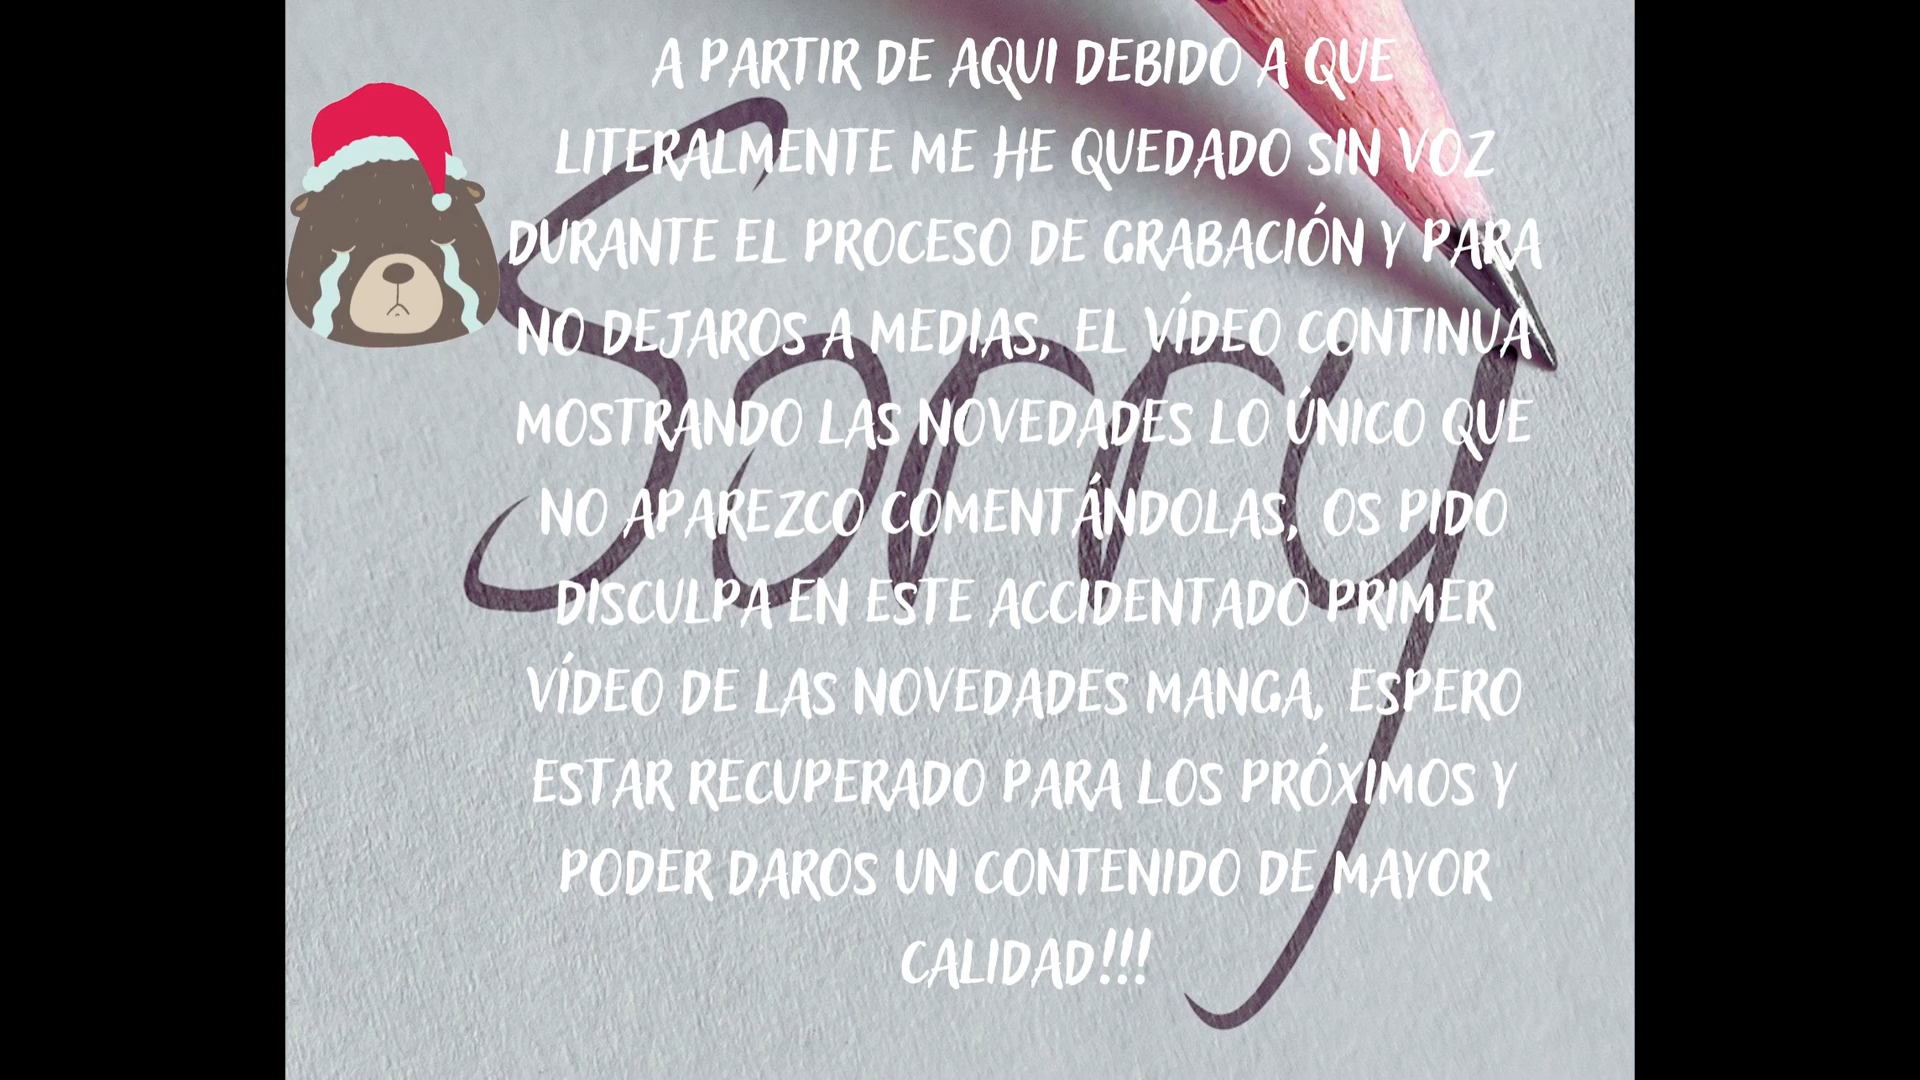 A PARTIR DE AQUI DEBIDO A QUE
LITERALMENTE ME HE QUEDADO SIN VOZ
DURANTE EL PROCESO DE GRABACIÓN Y PARA
NO DEJAROS A MEDIAS, EL VÍDEO CONTINUA
MOSTRANDO LAS NOVEDADES LO ÚNICO QUE
NO APAREZCO COMENTÁNDOLAS, OS PIDO
DISCULPA EN ESTE ACCIDENTADO PRIMER
VÍDEO DE LAS NOVEDADES MANGA, ESPERO
ESTAR RECUPERADO PARA LOS PRÓXIMOS Y
PODER DAROS UN CONTENIDO DE MAYOR
CALIDAD!!!
Sorry